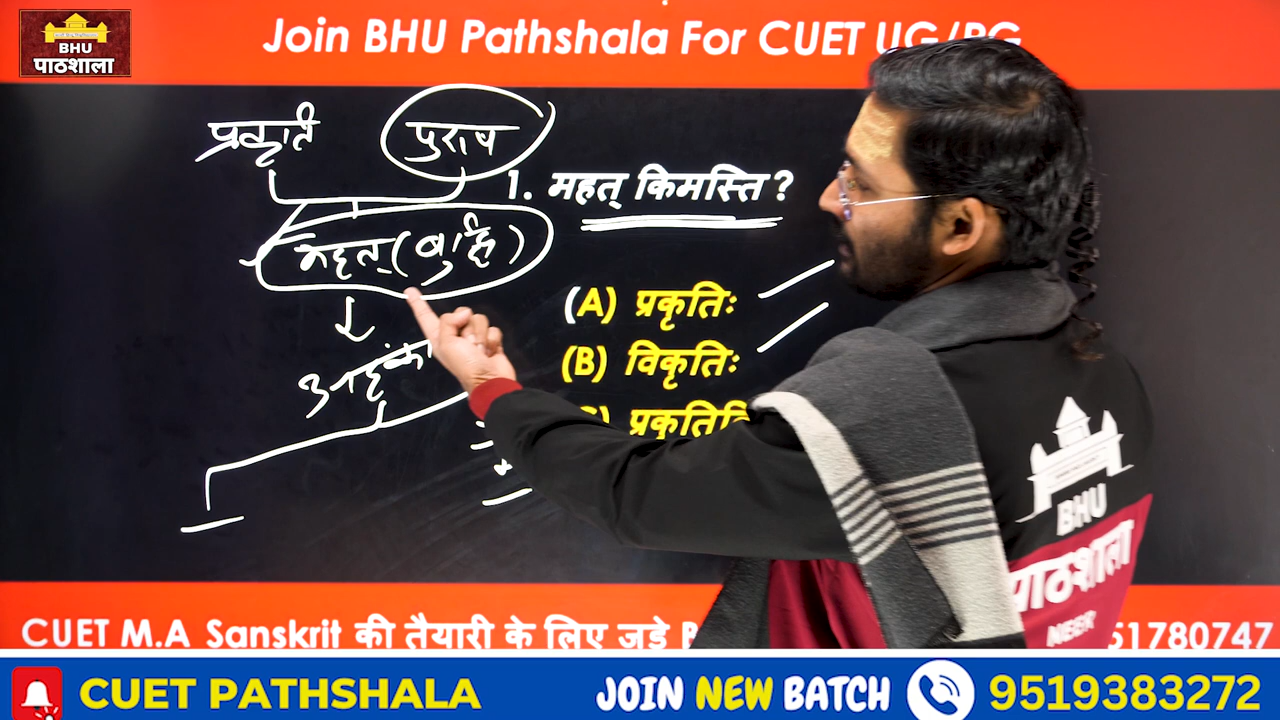 Join BHU Pathshala For CUET UG/PG
BHU
पाठशाला
प्रकृति
पुरुष
1. महत् किमस्ति ?
महत् (बुद्धि)
(A) प्रकृतिः
(B) विकृतिः
प्रकृतिवि
BHU
पाठशाला
CUET M.A Sanskrit की तैयारी के लिए जुड़े B
51780747
CUET PATHSHALA
JOIN NEW BATCH
9519383272